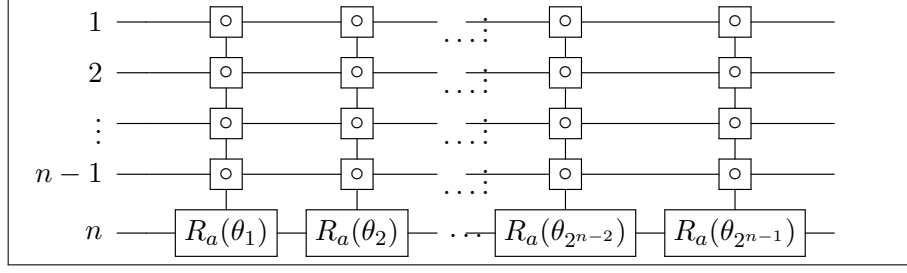 1 …⋮
2 …⋮
⋮ …⋮
n − 1 …⋮
n R_a(θ_1) R_a(θ_2) ⋯ R_a(θ_{2^{n−2}}) R_a(θ_{2^{n−1}})